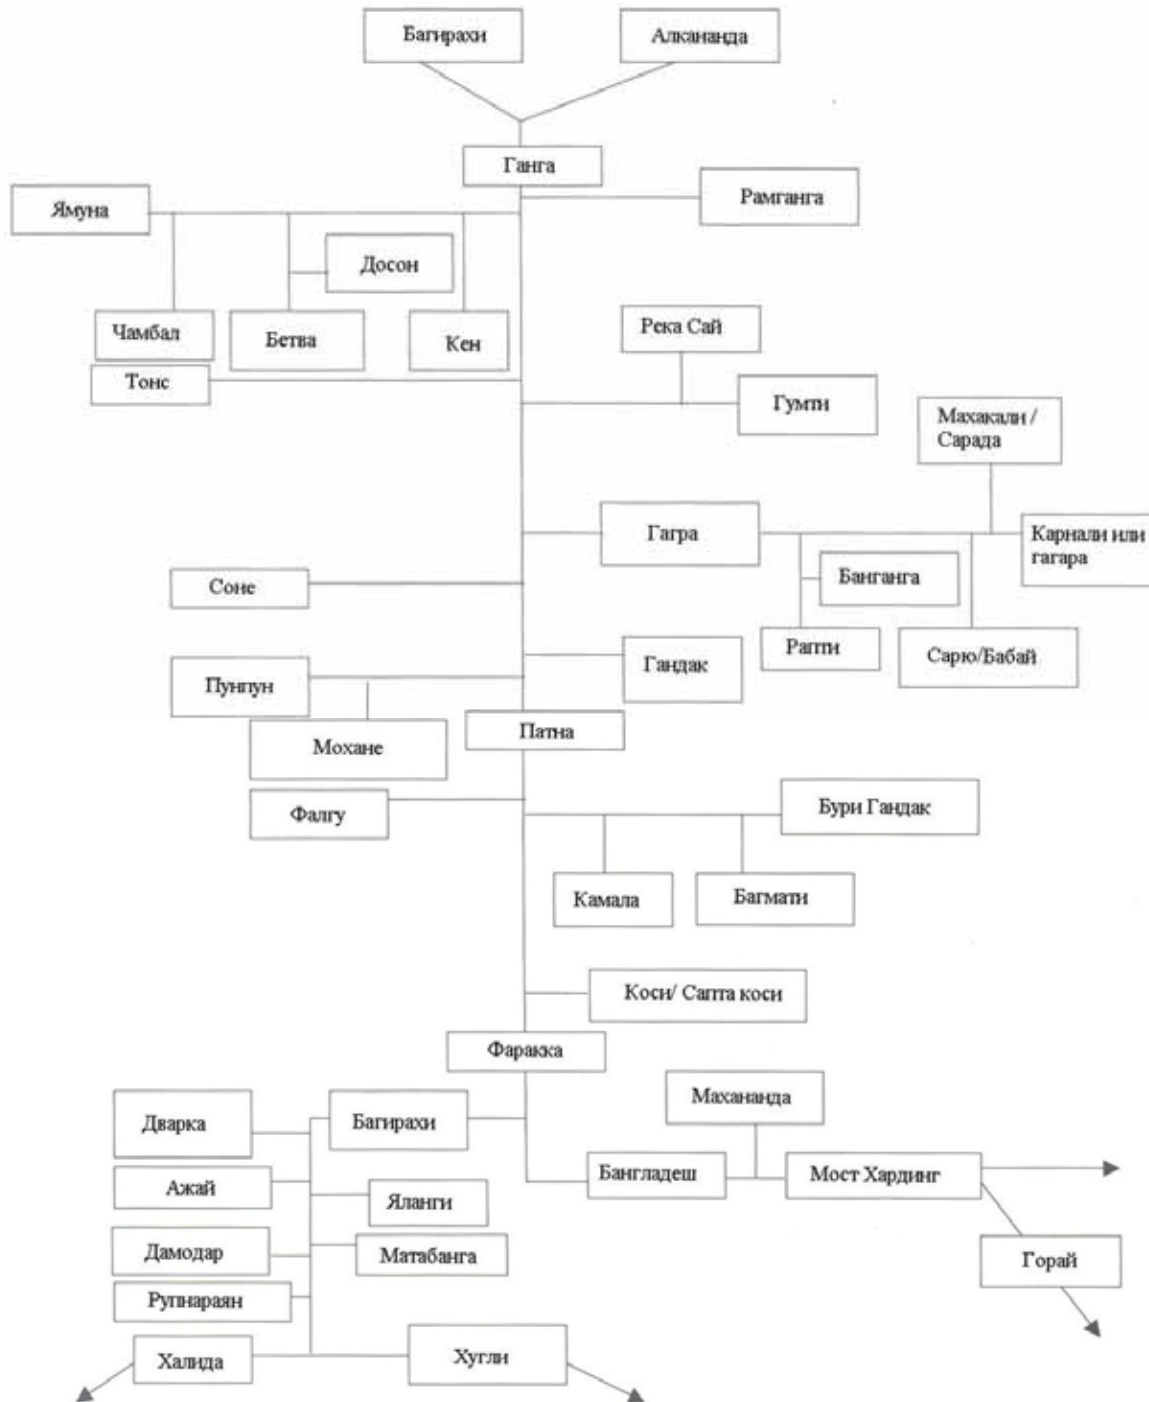 Багирахи
Алкананда
Ганга
Рамганга
Ямуна
Досон
Чамбал
Бетва
Кен
Река Сай
Тонс
Гумти
Махакали /
Сарада
Гагра
Карнали или
гагара
Банганга
Соне
Рапти
Сарю/Бабай
Гандак
Пунпун
Патна
Мохане
Фалгу
Бури Гандак
Камала
Багмати
Коси/ Сапта коси
Фаракка
Махананда
Дварка
Багирахи
Бангладеш
Мост Хардинг
Ажай
Яланги
Дамодар
Матабанга
Горай
Рупнараян
Халида
Хугли